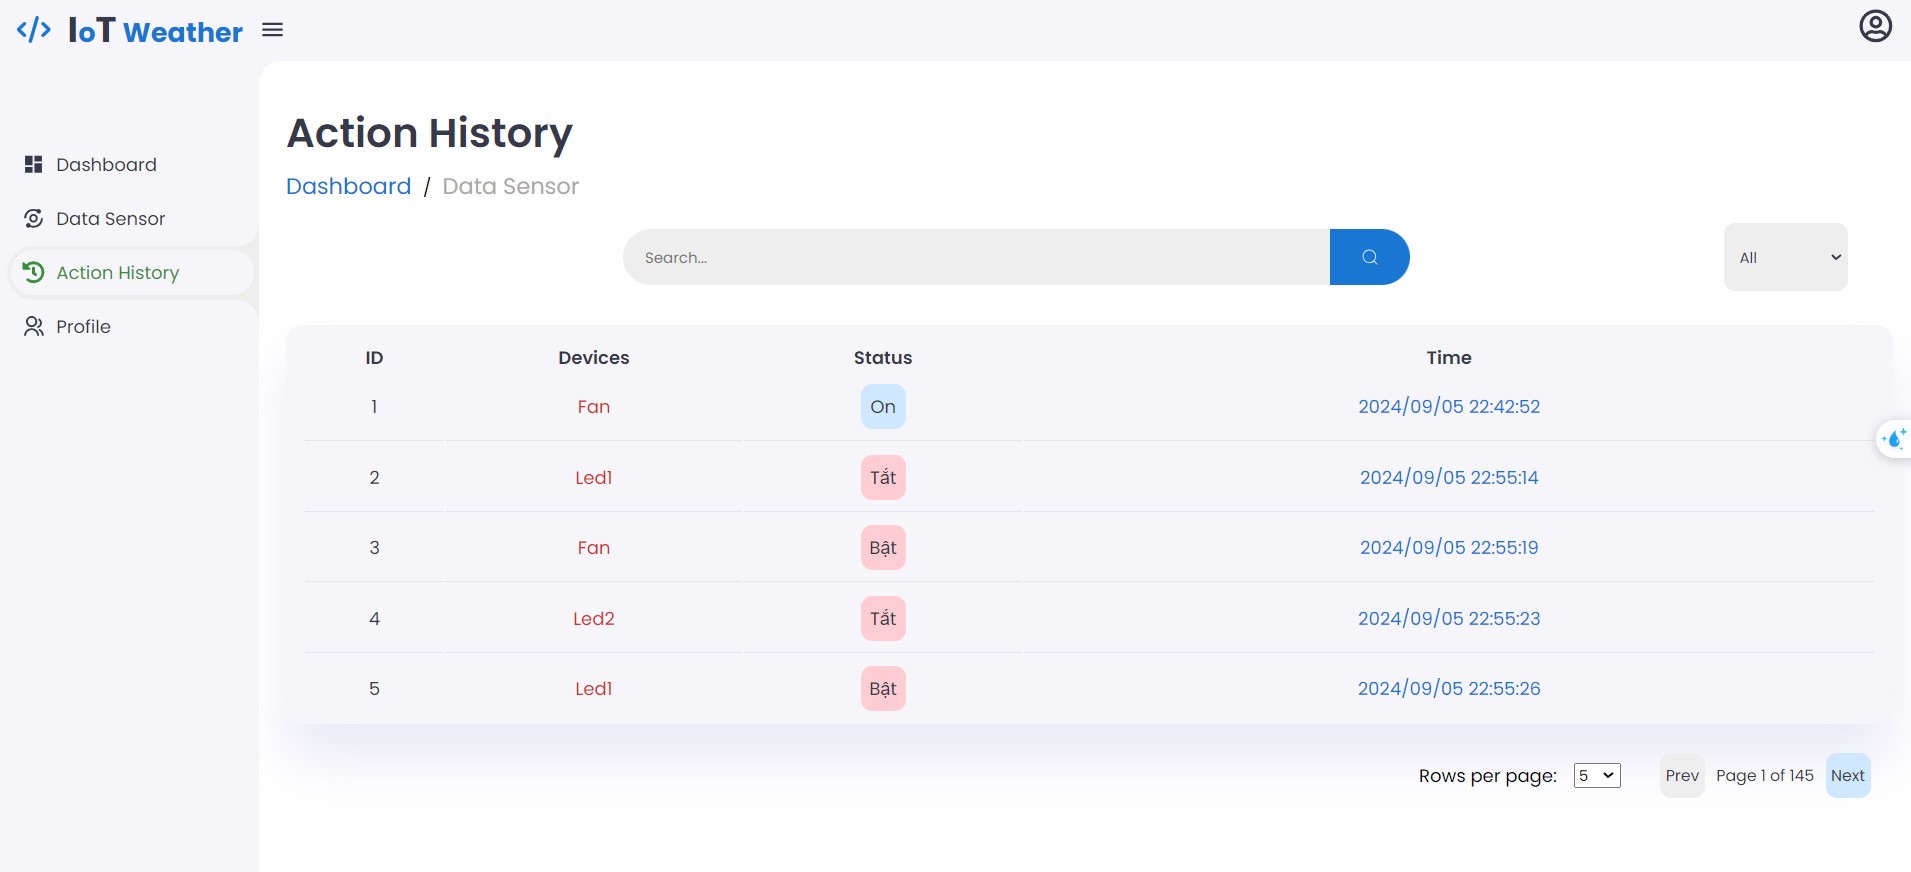 </> IoT Weather
Dashboard
Data Sensor
Action History
Profile
Action History
Dashboard / Data Sensor
Search...
All
ID Devices Status Time
1 Fan On 2024/09/05 22:42:52
2 Led1 Tắt 2024/09/05 22:55:14
3 Fan Bật 2024/09/05 22:55:19
4 Led2 Tắt 2024/09/05 22:55:23
5 Led1 Bật 2024/09/05 22:55:26
Rows per page: 5 Prev Page 1 of 145 Next